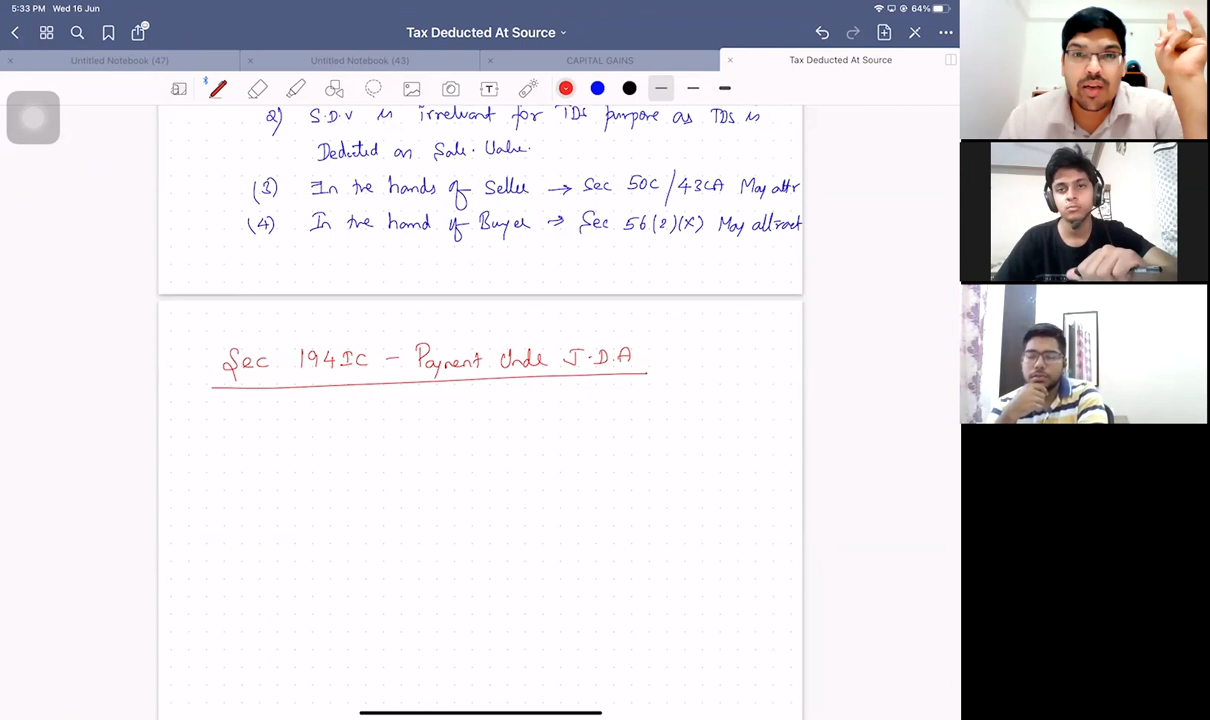 5:33 PM Wed 16 Jun
64%
Tax Deducted At Source
Untitled Notebook (47)
Untitled Notebook (43)
CAPITAL GAINS
Tax Deducted At Source
2) S.D.V is irrelevant for TDS purpose as TDS is
Deducted on Sale. Value.
(3) In the hands of Seller → Sec 50C / 43CA May attr
(4) In the hand of Buyer → Sec 56(2)(X) May attract
Sec 194IC - Payment Under J.D.A